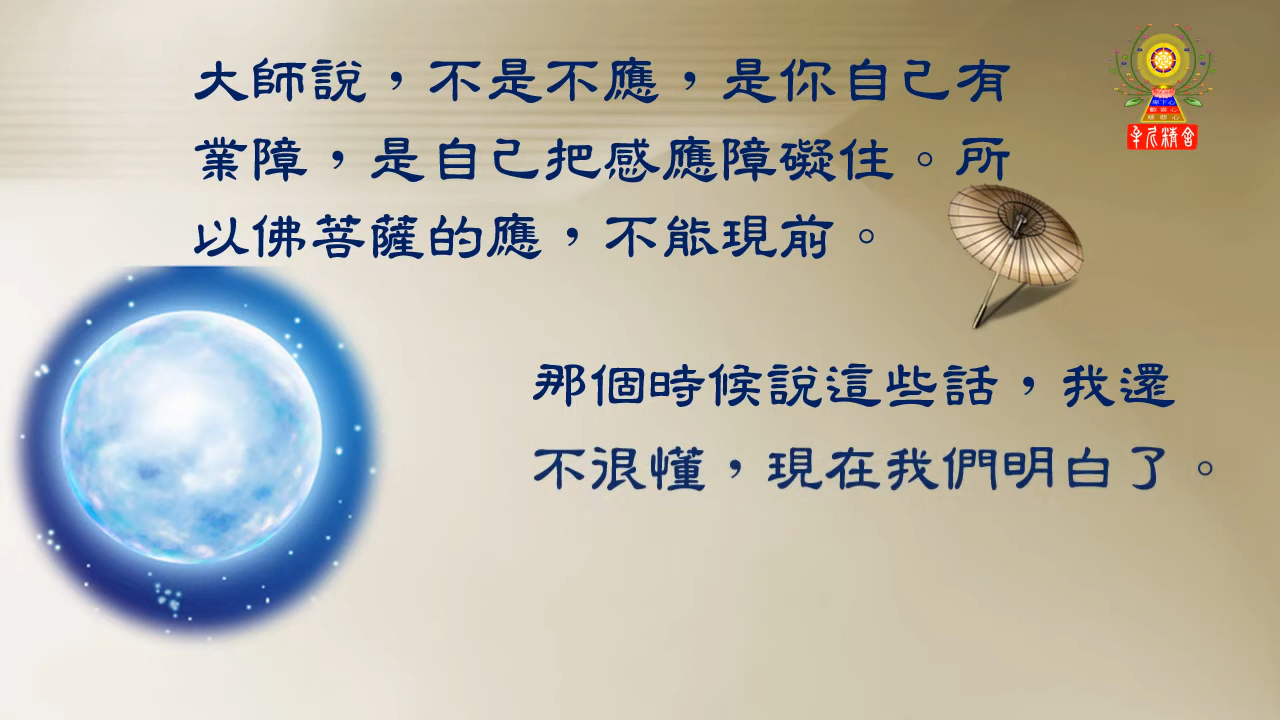 大師說，不是不應，是你自己有
業障，是自己把感應障礙住。所
以佛菩薩的應，不能現前。
那個時候說這些話，我還
不很懂，現在我們明白了。